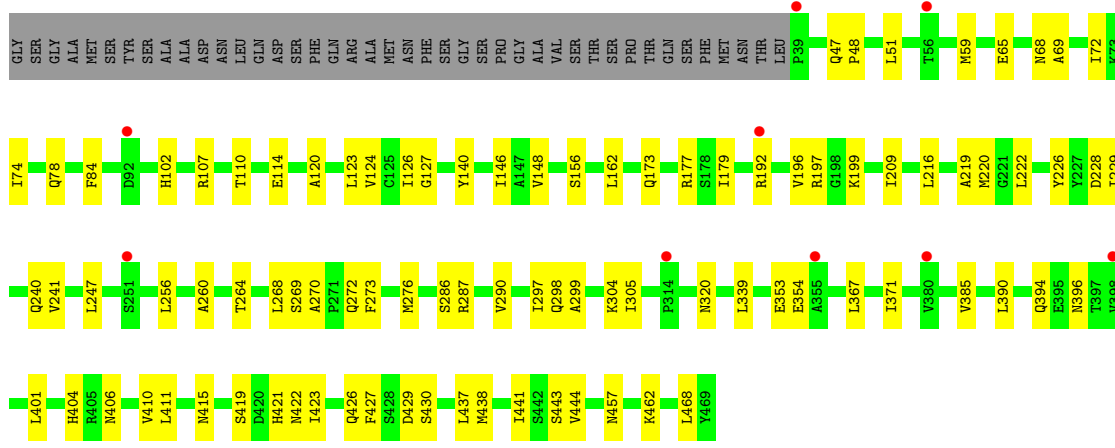 GLY SER GLY ALA MET SER TYR SER ALA ALA ASP ASN LEU GLN ASP SER PHE GLN ARG ALA MET ASN PHE SER GLY SER PRO GLY ALA VAL SER THR SER PRO THR GLN SER PHE MET ASN THR LEU P39 Q47 P48 L51 T56 M59 E65 N68 A69 I72 K73
I74 Q78 F84 D92 H102 R107 T110 E114 A120 L123 V124 C125 I126 G127 Y140 I146 A147 V148 S156 L162 Q173 R177 S178 I179 R192 V196 R197 G198 K199 I209 L216 A219 M220 G221 L222 Y226 Y227 D228
Q240 V241 L247 S251 L256 A260 T264 L268 S269 A270 P271 Q272 F273 M276 S286 R287 V290 I297 Q298 A299 K304 I305 P314 N320 L339 E353 E354 A355 L367 I371 V380 V385 L390 Q394 E395 N396 T397
L401 H404 R405 N406 V410 L411 N415 S419 D420 H421 N422 I423 Q426 F427 S428 D429 S430 L437 M438 I441 S442 S443 V444 N457 K462 L468 Y469